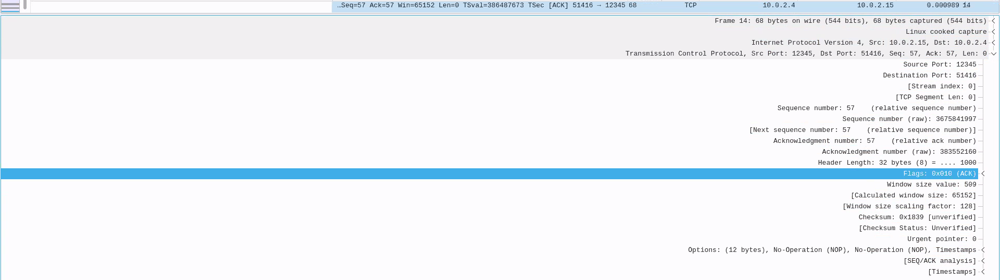 …Seq=57 Ack=57 Win=65152 Len=0 TSval=386487673 TSec [ACK] 51416 → 12345 68 TCP 10.0.2.4 10.0.2.15 0.000989 14
Frame 14: 68 bytes on wire (544 bits), 68 bytes captured (544 bits)
Linux cooked capture
Internet Protocol Version 4, Src: 10.0.2.15, Dst: 10.0.2.4
Transmission Control Protocol, Src Port: 12345, Dst Port: 51416, Seq: 57, Ack: 57, Len: 0
Source Port: 12345
Destination Port: 51416
[Stream index: 0]
[TCP Segment Len: 0]
Sequence number: 57    (relative sequence number)
Sequence number (raw): 3675841997
[Next sequence number: 57    (relative sequence number)]
Acknowledgment number: 57    (relative ack number)
Acknowledgment number (raw): 383552160
Header Length: 32 bytes (8) = .... 1000
Flags: 0x010 (ACK)
Window size value: 509
[Calculated window size: 65152]
[Window size scaling factor: 128]
Checksum: 0x1839 [unverified]
[Checksum Status: Unverified]
Urgent pointer: 0
Options: (12 bytes), No-Operation (NOP), No-Operation (NOP), Timestamps
[SEQ/ACK analysis]
[Timestamps]